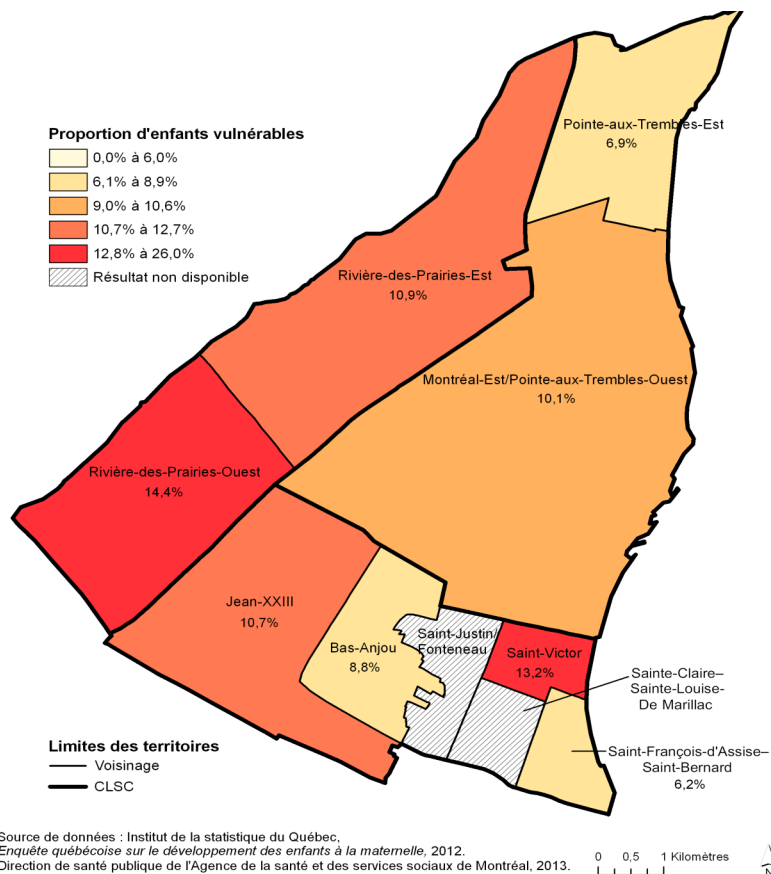 Proportion d'enfants vulnérables
0,0% à 6,0%
6,1% à 8,9%
9,0% à 10,6%
10,7% à 12,7%
12,8% à 26,0%
Résultat non disponible
Pointe-aux-Trembles-Est
6,9%
Rivière-des-Prairies-Est
10,9%
Montréal-Est/Pointe-aux-Trembles-Ouest
10,1%
Rivière-des-Prairies-Ouest
14,4%
Jean-XXIII
10,7%
Bas-Anjou
8,8%
Saint-Justin/
Fonteneau
Saint-Victor
13,2%
Sainte-Claire–
Sainte-Louise-
De Marillac
Saint-François-d'Assise–
Saint-Bernard
6,2%
Limites des territoires
Voisinage
CLSC
Source de données : Institut de la statistique du Québec,
Enquête québécoise sur le développement des enfants à la maternelle, 2012.
Direction de santé publique de l'Agence de la santé et des services sociaux de Montréal, 2013.
0 0,5 1 Kilomètres